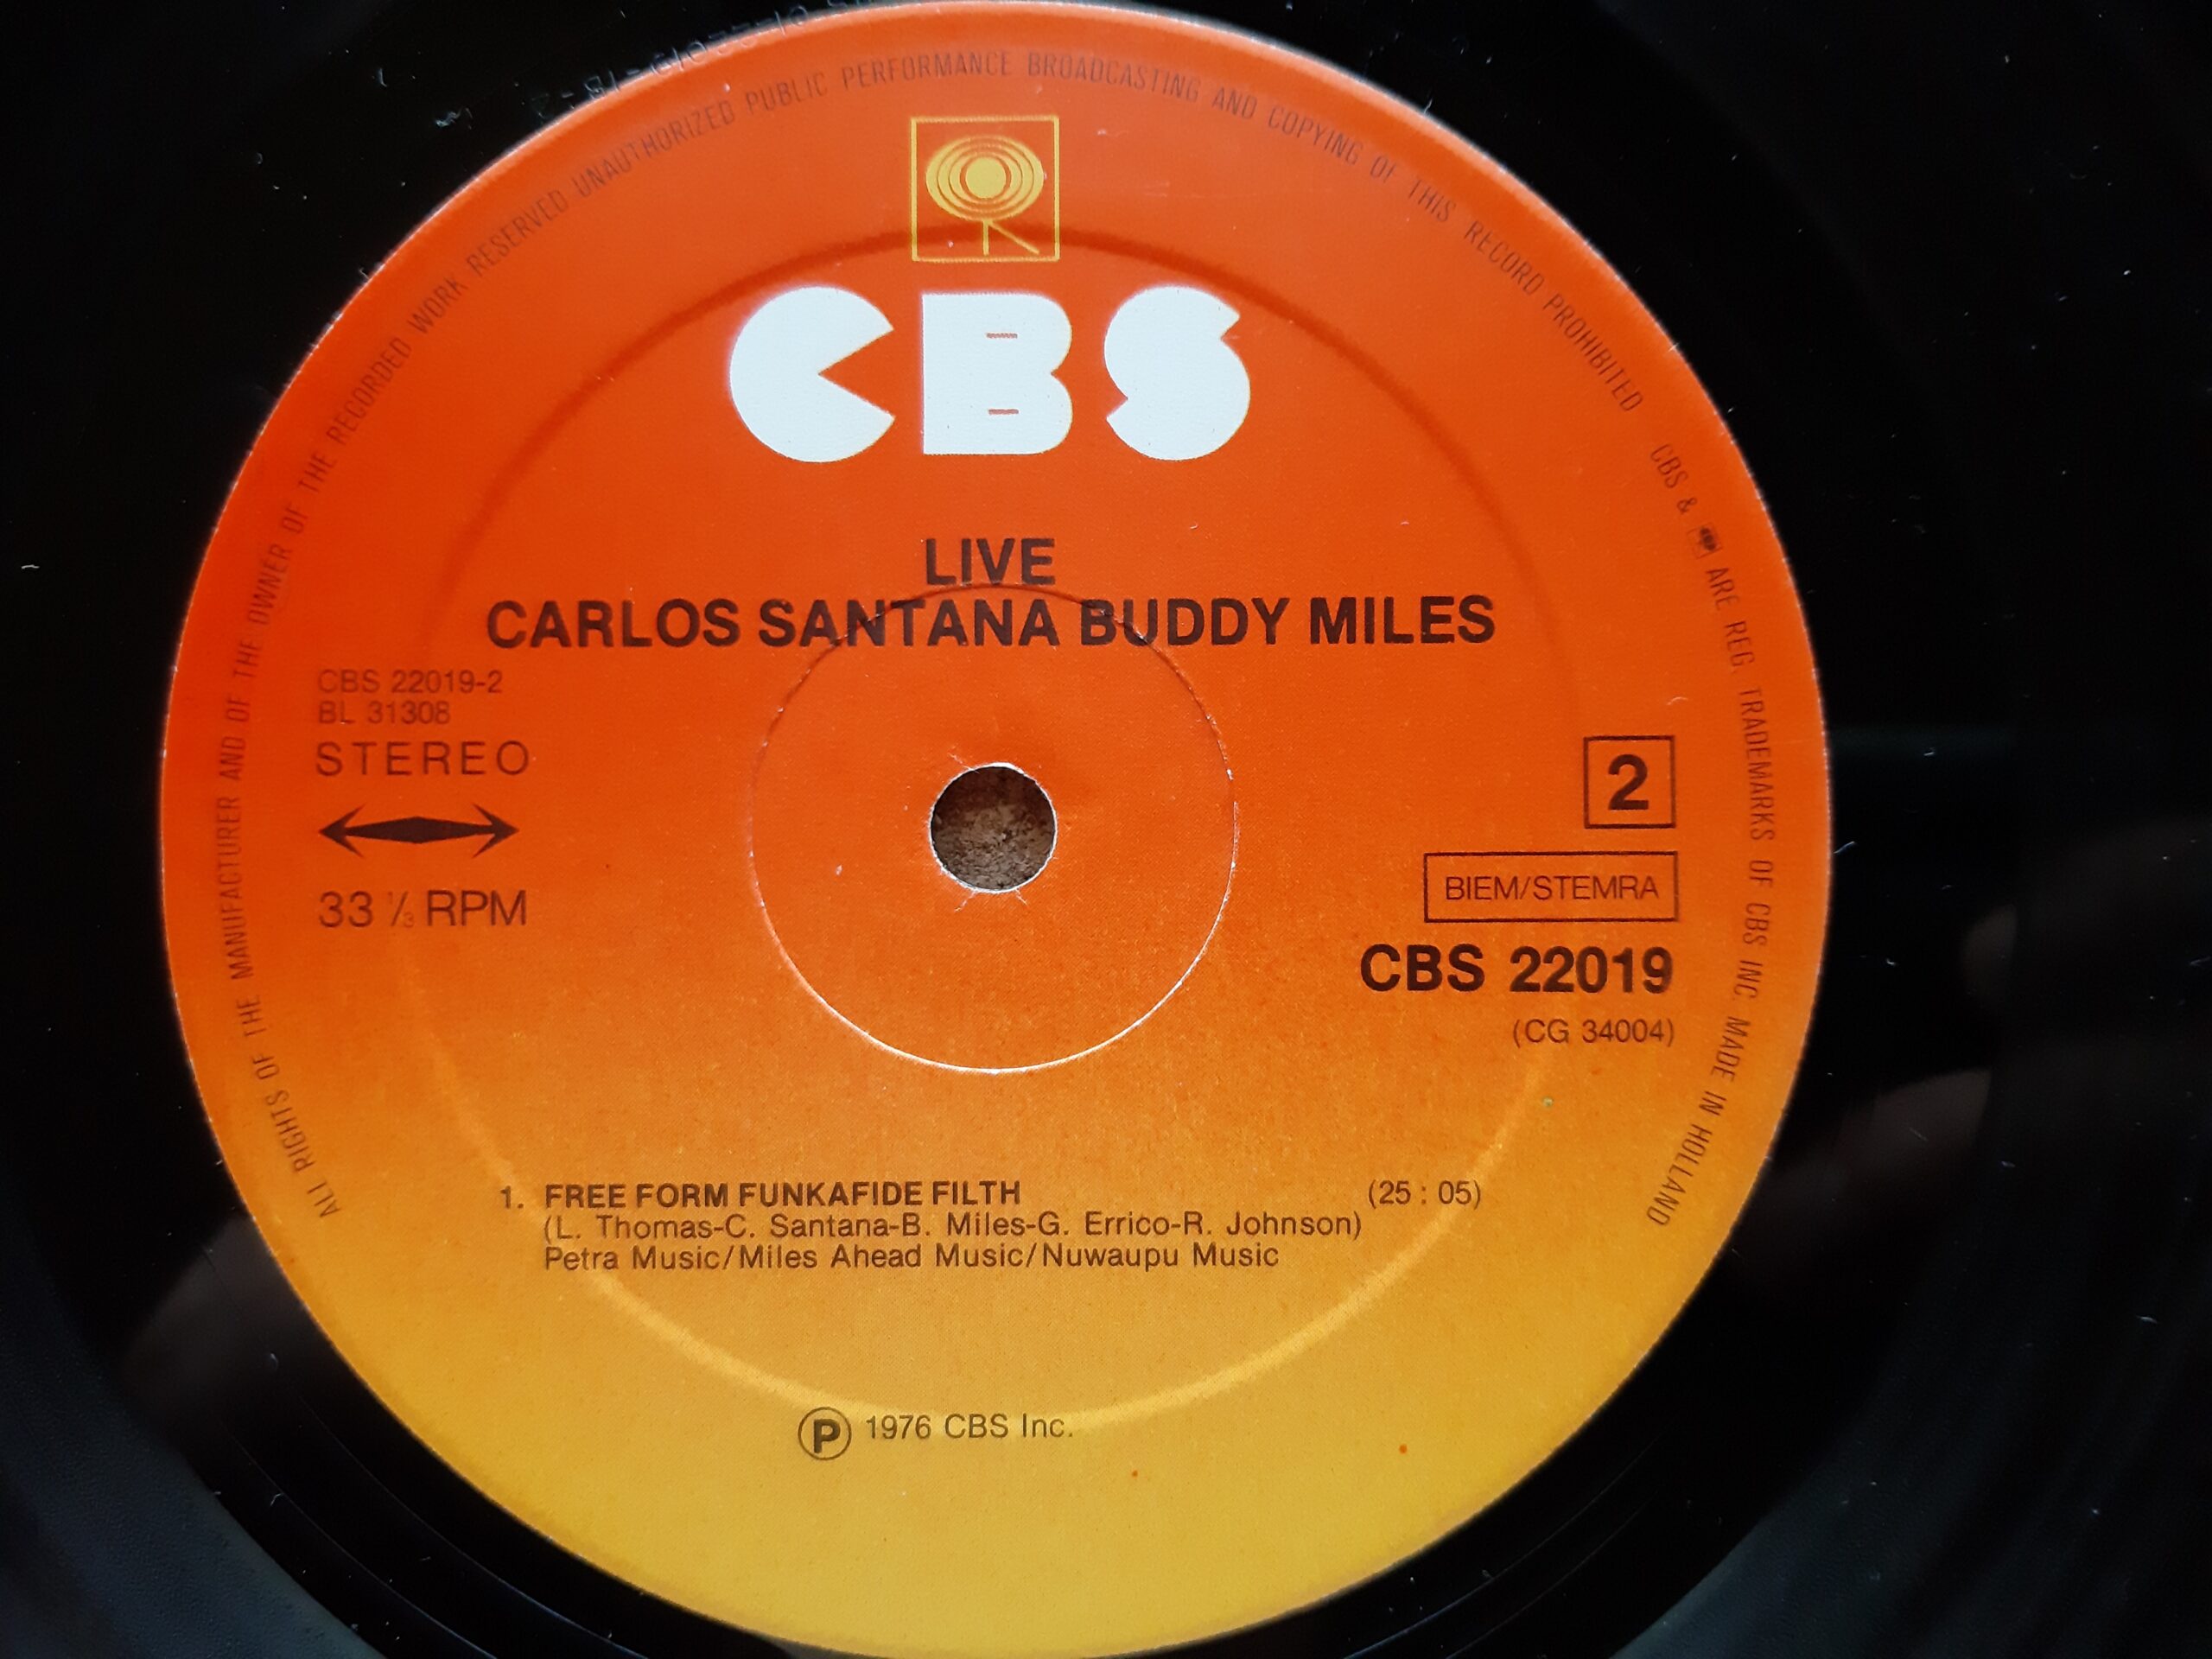 ALL RIGHTS OF THE MANUFACTURER AND OF THE OWNER OF THE RECORDED WORK RESERVED UNAUTHORIZED PUBLIC PERFORMANCE BROADCASTING AND COPYING OF THIS RECORD PROHIBITED
CBS & ARE REG. TRADEMARKS OF CBS INC. MADE IN HOLLAND
CBS
LIVE
CARLOS SANTANA BUDDY MILES
CBS 22019-2
BL 31308
STEREO
33 ⅓ RPM
2
BIEM/STEMRA
CBS 22019
(CG 34004)
1. FREE FORM FUNKAFIDE FILTH (25 : 05)
(L. Thomas-C. Santana-B. Miles-G. Errico-R. Johnson)
Petra Music/Miles Ahead Music/Nuwaupu Music
Ⓟ 1976 CBS Inc.